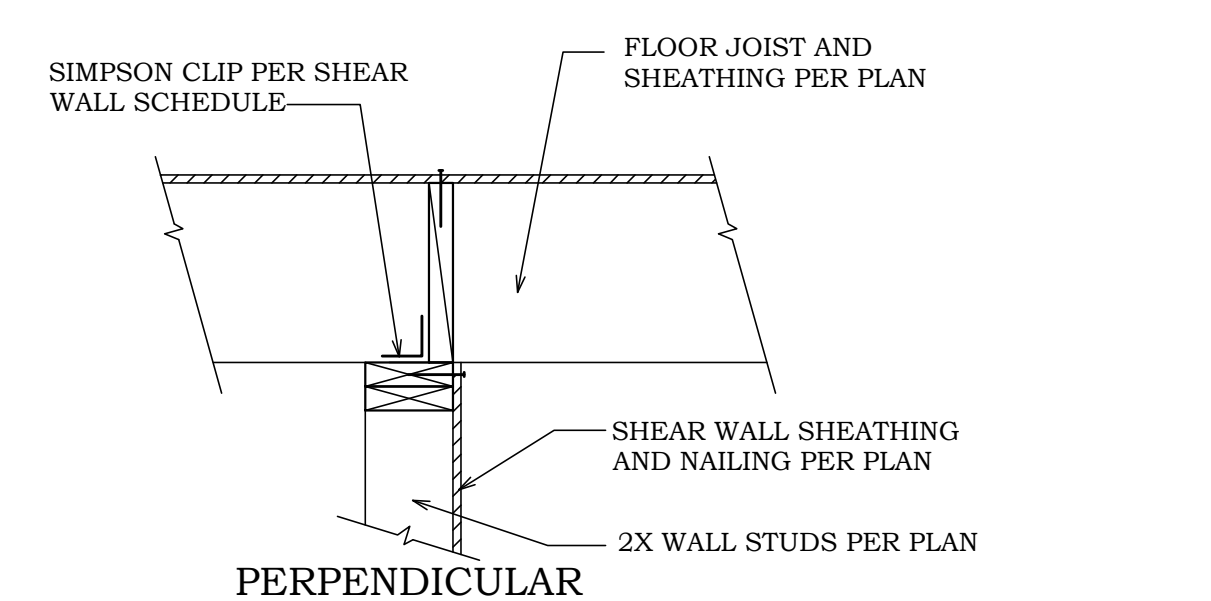 FLOOR JOIST AND
SHEATHING PER PLAN
SIMPSON CLIP PER SHEAR
WALL SCHEDULE
SHEAR WALL SHEATHING
AND NAILING PER PLAN
2X WALL STUDS PER PLAN
PERPENDICULAR